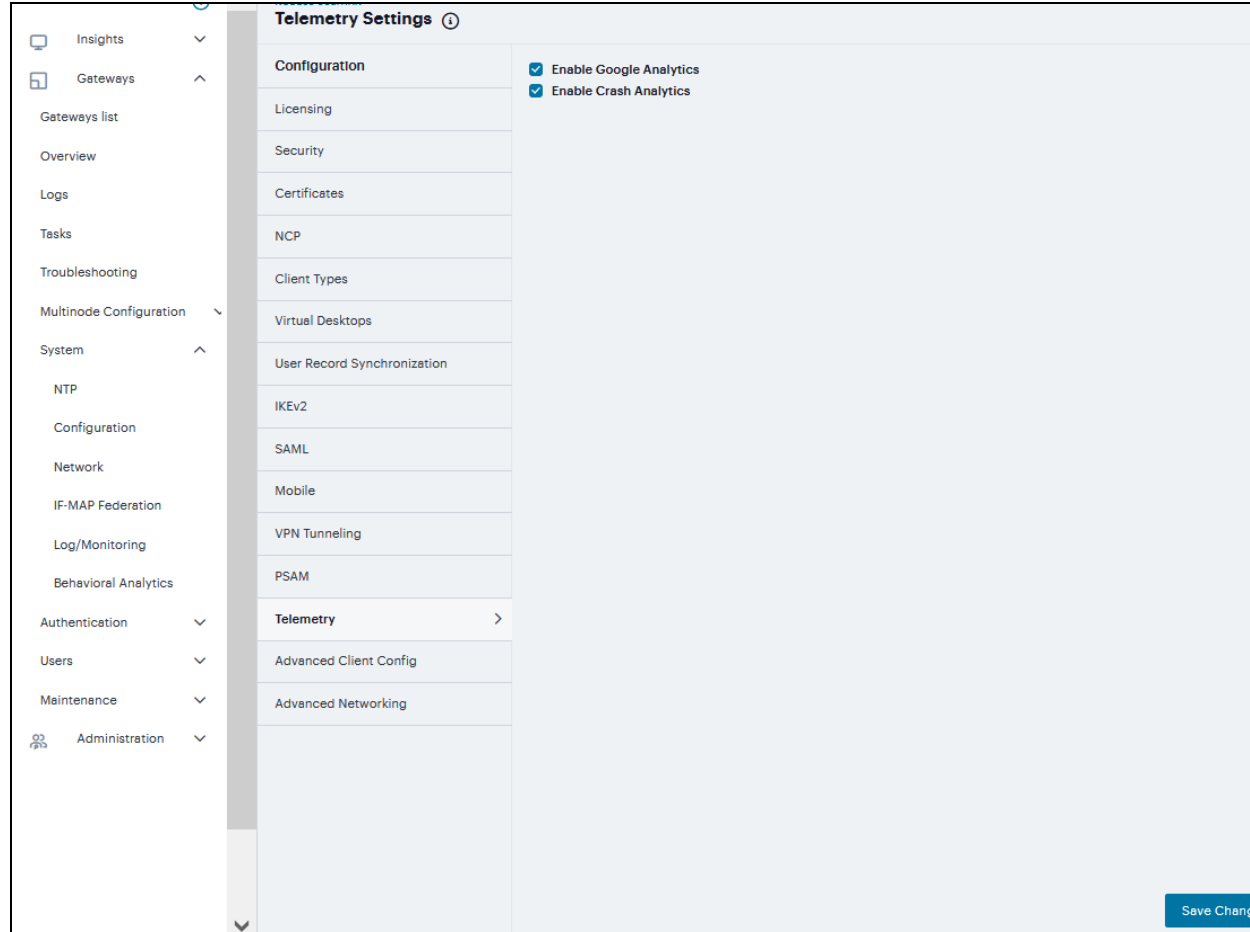 Telemetry Settings
Insights
Gateways
Gateways list
Overview
Logs
Tasks
Troubleshooting
Multinode Configuration
System
NTP
Configuration
Network
IF-MAP Federation
Log/Monitoring
Behavioral Analytics
Authentication
Users
Maintenance
Administration
Configuration
Licensing
Security
Certificates
NCP
Client Types
Virtual Desktops
User Record Synchronization
IKEv2
SAML
Mobile
VPN Tunneling
PSAM
Telemetry
Advanced Client Config
Advanced Networking
Enable Google Analytics
Enable Crash Analytics
Save Chang